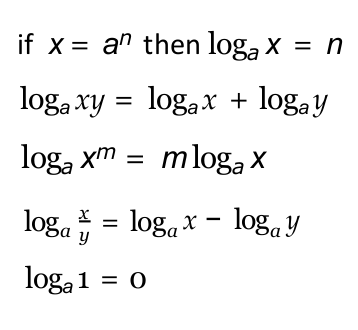 if x = aⁿ then logₐ x = n
logₐ xy = logₐ x + logₐ y
logₐ xᵐ = m logₐ x
logₐ x/y = logₐ x − logₐ y
logₐ 1 = 0